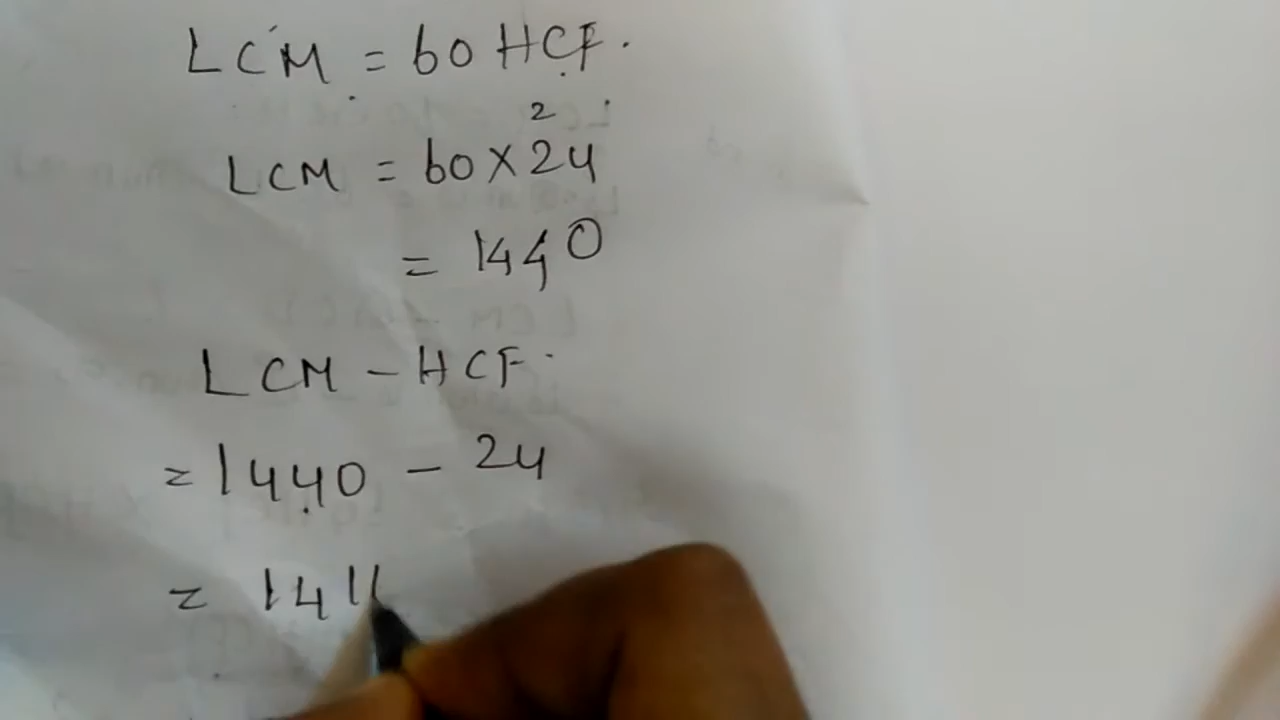 LCM = 60 HCF.
2
LCM = 60 × 24
= 1440
LCM - HCF.
= 1440 - 24
= 141